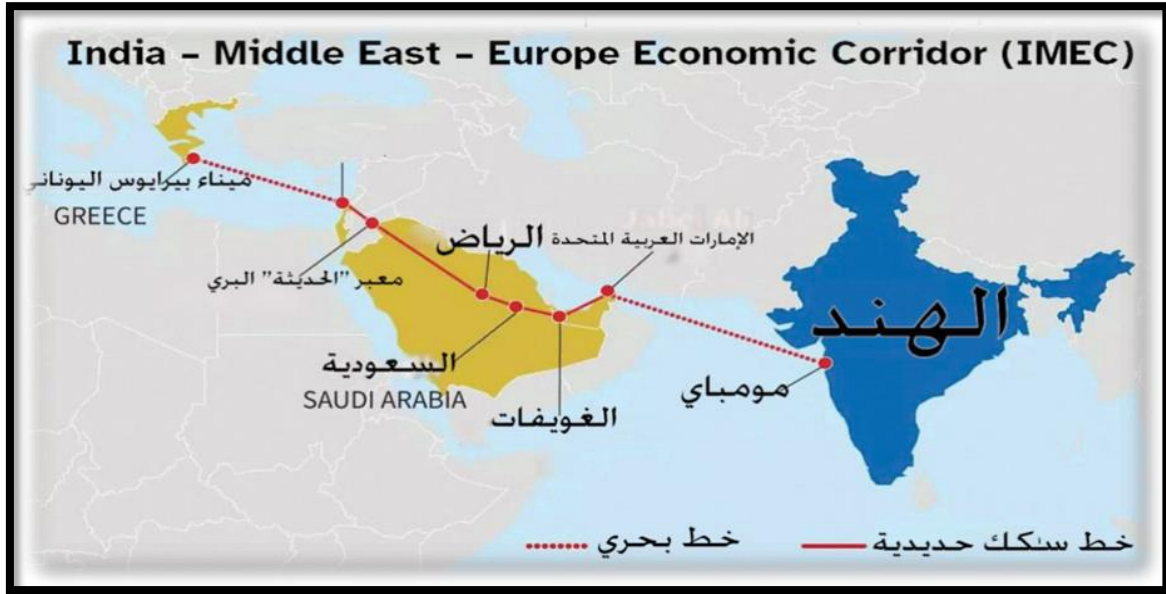 India – Middle East – Europe Economic Corridor (IMEC)
ميناء بيرايوس اليوناني
GREECE
معبر "الحديثة" البري
الرياض
الإمارات العربية المتحدة
السعودية
SAUDI ARABIA
الغويفات
الهند
مومباي
خط بحري
خط سكك حديدية